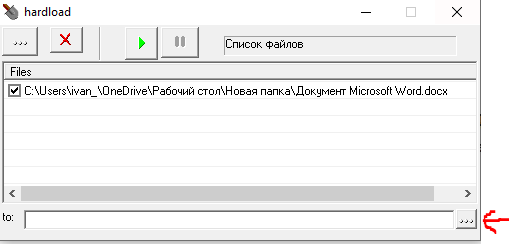 hardload
...
Список файлов
Files
C:\Users\ivan_\OneDrive\Рабочий стол\Новая папка\Документ Microsoft Word.docx
to:
...